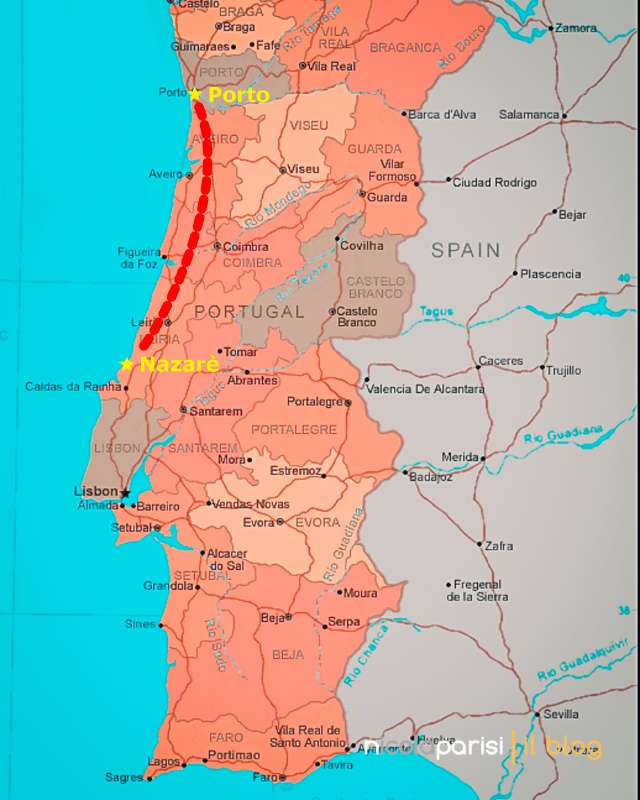 Castelo
BRAGA
Braga
Guimaraes
Fafe
Rio Tamega
VILA
REAL
Vila Real
BRAGANCA
Rio Douro
Zamora
PORTO
Porto
Porto
AVEIRO
VISEU
Barca d'Alva
Salamanca
GUARDA
Vilar
Formoso
Viseu
Aveiro
Ciudad Rodrigo
Rio Mondego
Guarda
Bejar
Figueira
da Foz
Coimbra
COIMBRA
Covilha
SPAIN
Plascencia
40
Rio Zezere
CASTELO
BRANCO
PORTUGAL
Castelo
Branco
Tagus
Leiria
LEIRIA
Nazarè
Tomar
Abrantes
Caceres
Trujillo
Caldas da Rainha
Tagus
Valencia De Alcantara
Santarem
Portalegre
PORTALEGRE
Rio Guadiana
LISBON
SANTAREM
Mora
Estremoz
Merida
Badajoz
Lisbon
Almada
Barreiro
Vendas Novas
Setubal
Evora
EVORA
Rio Guadiana
Zafra
Alcacer
do Sal
SETUBAL
Grandola
Moura
Fregenal
de la Sierra
Sines
Beja
Serpa
38
Rio Sado
BEJA
Rio Chanca
Rio Guadalquivir
Sevilla
FARO
Vila Real de
Santo Antonio
Ayamonte
Huelva
nicolaparisi | il blog
Lagos
Portimao
Tavira
Sagres
Faro